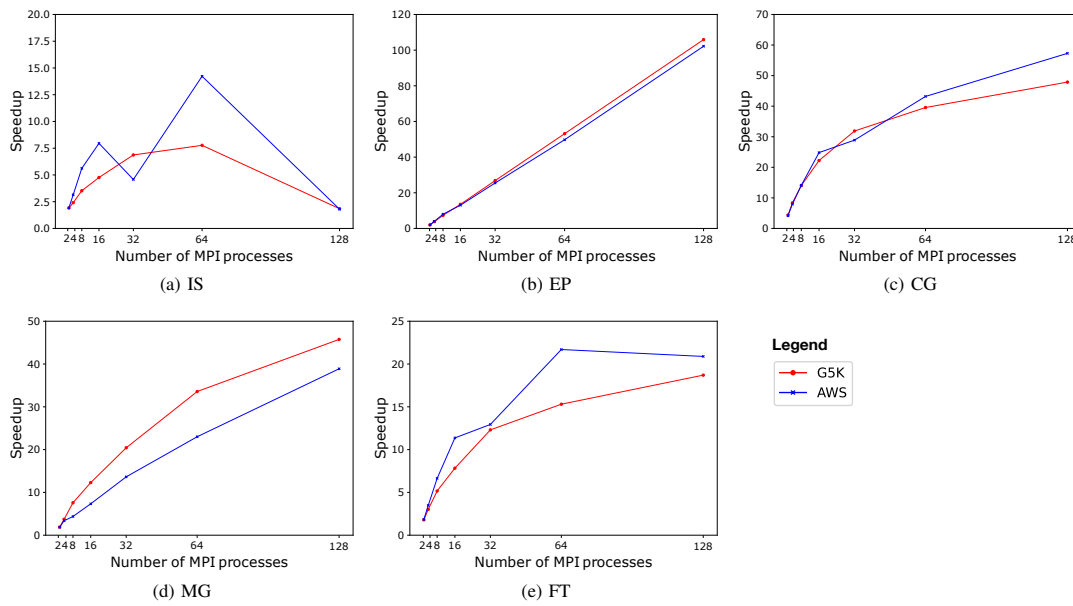 20.0
17.5
15.0
12.5
10.0
7.5
5.0
2.5
0.0
Speedup
2 4 8 16 32 64 128
Number of MPI processes
(a) IS
120
100
80
60
40
20
0
Speedup
2 4 8 16 32 64 128
Number of MPI processes
(b) EP
70
60
50
40
30
20
10
0
Speedup
2 4 8 16 32 64 128
Number of MPI processes
(c) CG
50
40
30
20
10
0
Speedup
2 4 8 16 32 64 128
Number of MPI processes
(d) MG
25
20
15
10
5
0
Speedup
2 4 8 16 32 64 128
Number of MPI processes
(e) FT
Legend
G5K
AWS